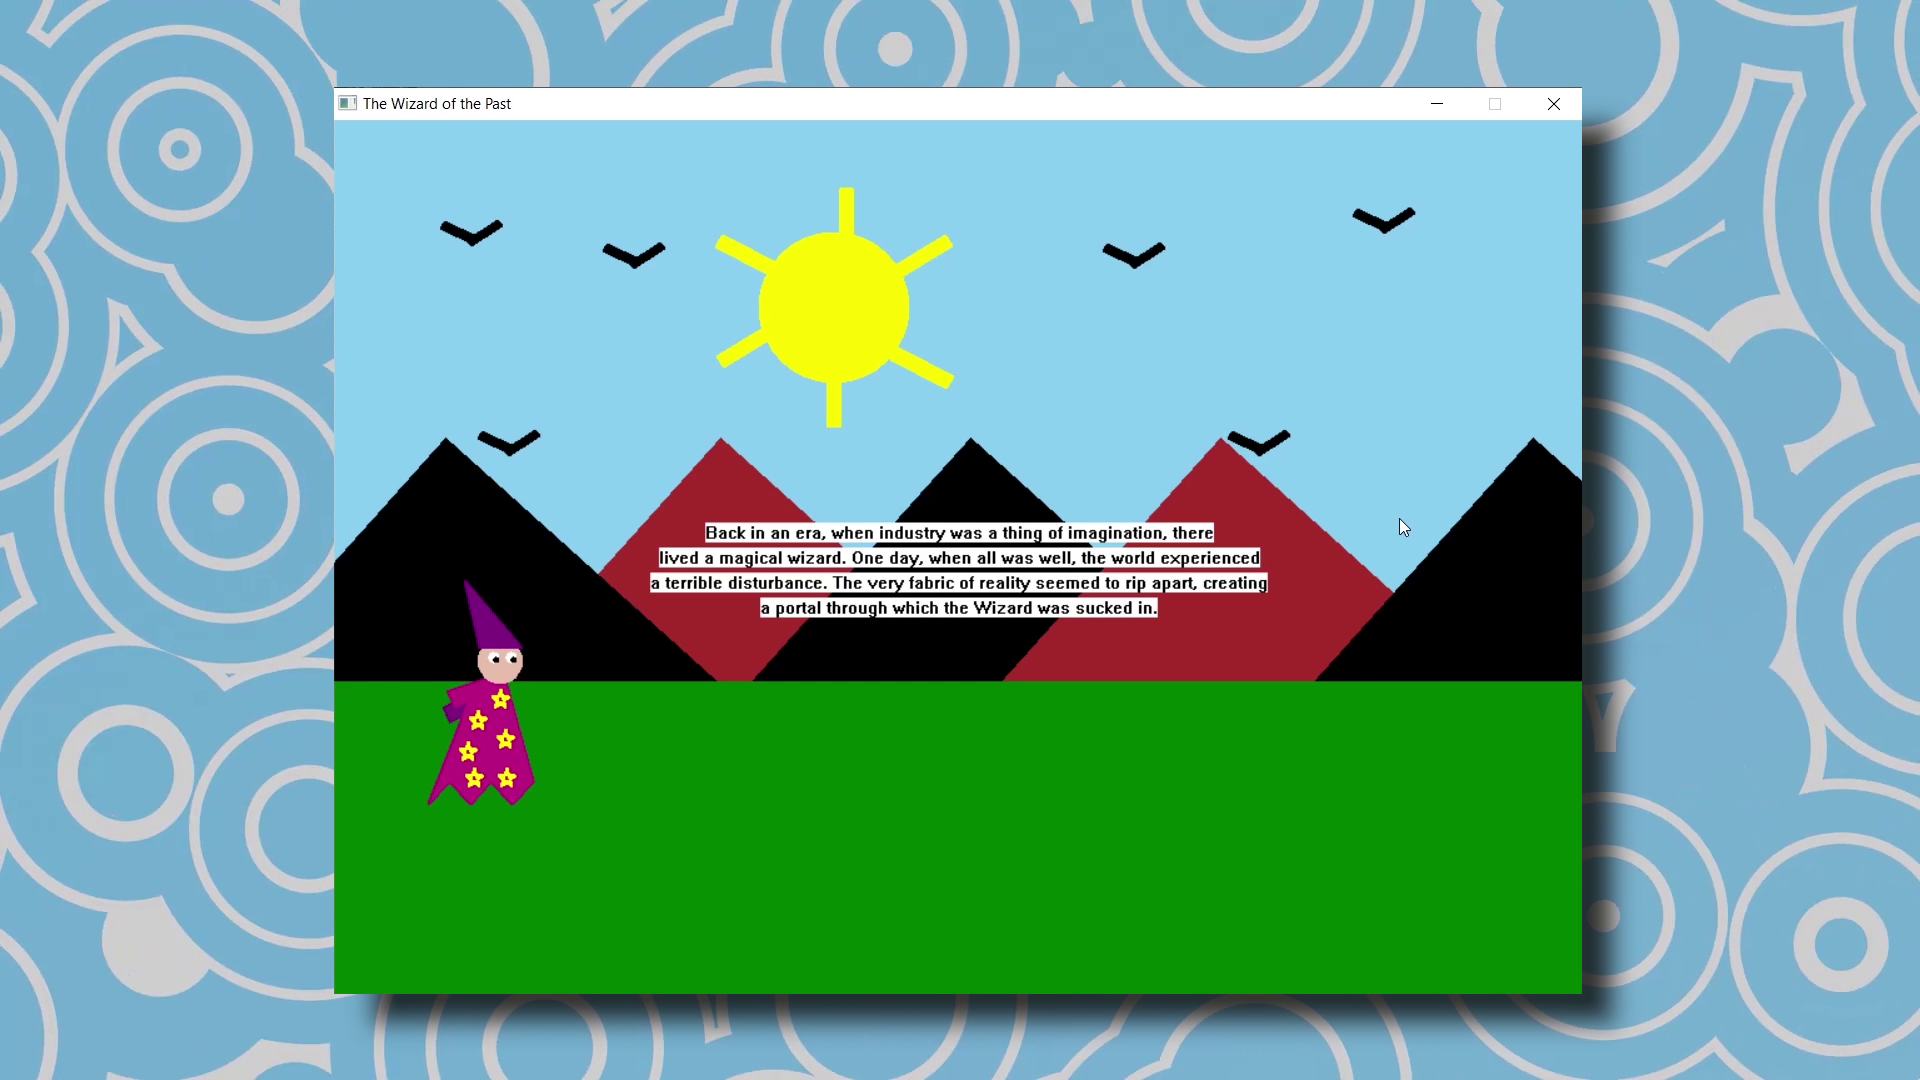 The Wizard of the Past
Back in an era, when industry was a thing of imagination, there
lived a magical wizard. One day, when all was well, the world experienced
a terrible disturbance. The very fabric of reality seemed to rip apart, creating
a portal through which the Wizard was sucked in.